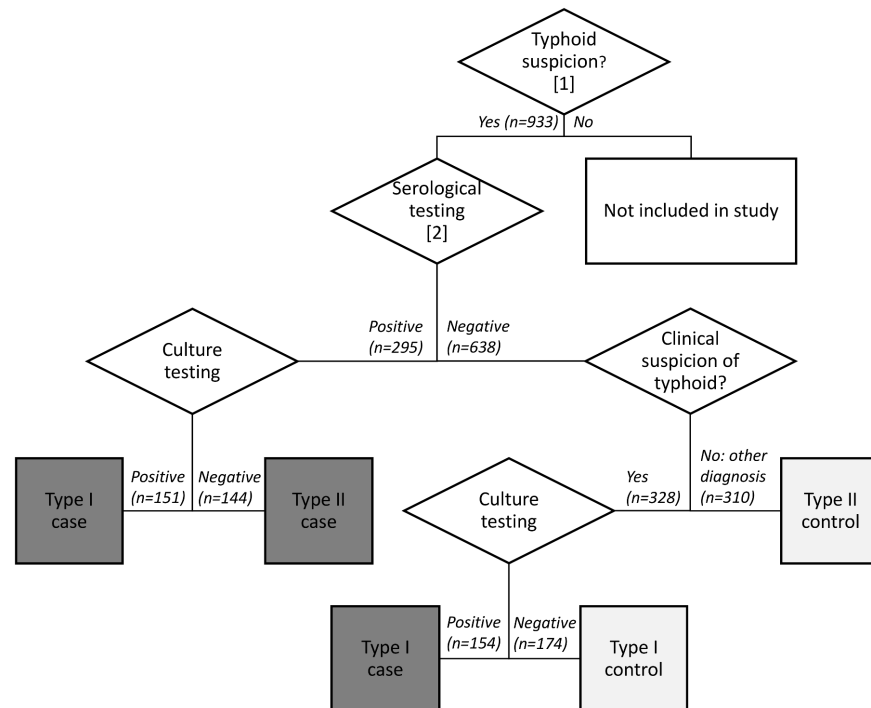 Typhoid
suspicion?
[1]
Yes (n=933)
No
Serological
testing
[2]
Not included in study
Positive
(n=295)
Negative
(n=638)
Culture
testing
Clinical
suspicion of
typhoid?
Type I
case
Positive
(n=151)
Negative
(n=144)
Type II
case
Culture
testing
Yes
(n=328)
No: other
diagnosis
(n=310)
Type II
control
Type I
case
Positive
(n=154)
Negative
(n=174)
Type I
control